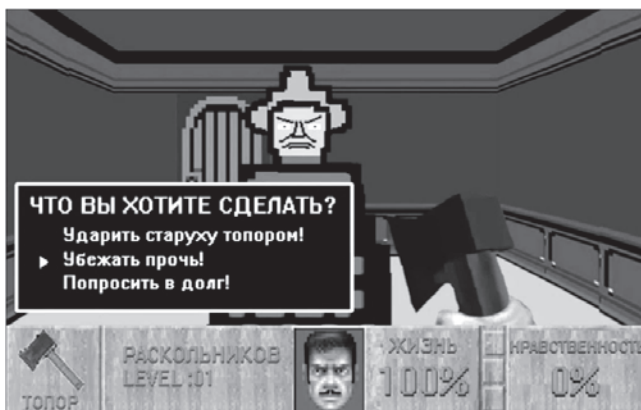 ЧТО ВЫ ХОТИТЕ СДЕЛАТЬ?
Ударить старуху топором!
Убежать прочь!
Попросить в долг!
ТОПОР
РАСКОЛЬНИКОВ
LEVEL :01
ЖИЗНЬ
100%
НРАВСТВЕННОСТЬ
0%